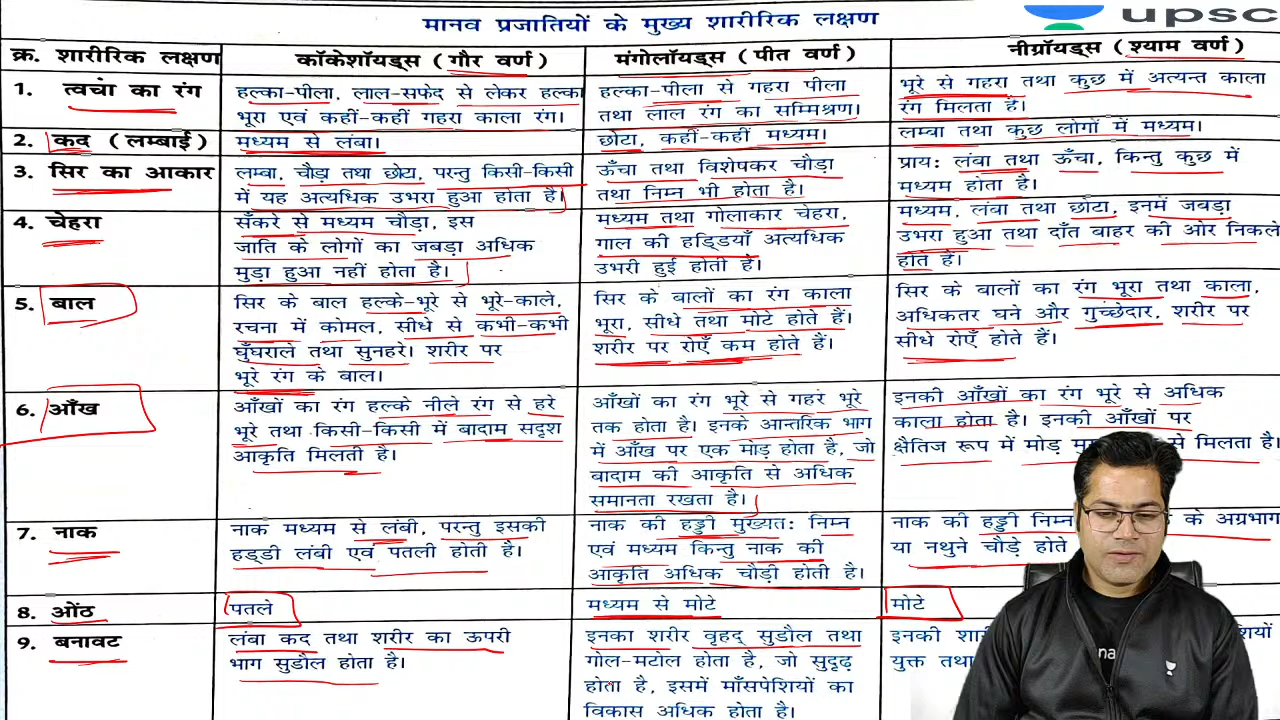 मानव प्रजातियों के मुख्य शारीरिक लक्षण
upsc
क्र. शारीरिक लक्षण
कॉकेशॉयड्स (गौर वर्ण)
मंगोलॉयड्स (पीत वर्ण)
नीग्रॉयड्स (श्याम वर्ण)
1. त्वचा का रंग
हल्का-पीला, लाल-सफेद से लेकर हल्का
भूरा एवं कहीं-कहीं गहरा काला रंग।
हल्का-पीला से गहरा पीला
तथा लाल रंग का सम्मिश्रण।
भूरे से गहरा तथा कुछ में अत्यन्त काला
रंग मिलता है।
2. कद (लम्बाई)
मध्यम से लंबा।
छोटा, कहीं-कहीं मध्यम।
लम्बा तथा कुछ लोगों में मध्यम।
3. सिर का आकार
लम्बा, चौड़ा तथा छोटा, परन्तु किसी-किसी
में यह अत्यधिक उभरा हुआ होता है।
ऊँचा तथा विशेषकर चौड़ा
तथा निम्न भी होता है।
प्राय: लंबा तथा ऊँचा, किन्तु कुछ में
मध्यम होता है।
4. चेहरा
सँकरे से मध्यम चौड़ा, इस
जाति के लोगों का जबड़ा अधिक
मुड़ा हुआ नहीं होता है।
मध्यम तथा गोलाकार चेहरा,
गाल की हड्डियाँ अत्यधिक
उभरी हुई होती है।
मध्यम, लंबा तथा छोटा, इनमें जबड़ा
उभरा हुआ तथा दाँत बाहर की ओर निकले
होते है।
5. बाल
सिर के बाल हल्के-भूरे से भूरे-काले,
रचना में कोमल, सीधे से कभी-कभी
घुँघराले तथा सुनहरे। शरीर पर
भूरे रंग के बाल।
सिर के बालों का रंग काला
भूरा, सीधे तथा मोटे होते हैं।
शरीर पर रोएँ कम होते हैं।
सिर के बालों का रंग भूरा तथा काला,
अधिकतर घने और गुच्छेदार, शरीर पर
सीधे रोएँ होते हैं।
6. आँख
आँखों का रंग हल्के नीले रंग से हरे
भूरे तथा किसी-किसी में बादाम सदृश
आकृति मिलती है।
आँखों का रंग भूरे से गहरे भूरे
तक होता है। इनके आन्तरिक भाग
में आँख पर एक मोड़ होता है, जो
बादाम की आकृति से अधिक
समानता रखता है।
इनकी आँखों का रंग भूरे से अधिक
काला होता है। इनकी आँखों पर
क्षैतिज रूप में मोड़ से मिलता है।
7. नाक
नाक मध्यम से लंबी, परन्तु इसकी
हड्डी लंबी एवं पतली होती है।
नाक की हड्डी मुख्यत: निम्न
एवं मध्यम किन्तु नाक की
आकृति अधिक चौड़ी होती है।
नाक की हड्डी निम्न के अग्रभाग
या नथुने चौड़े होते
8. ओंठ
पतले
मध्यम से मोटे
मोटे
9. बनावट
लंबा कद तथा शरीर का ऊपरी
भाग सुडौल होता है।
इनका शरीर वृहद् सुडौल तथा
गोल-मटोल होता है, जो सुदृढ़
होता है, इसमें माँसपेशियों का
विकास अधिक होता है।
इनकी
युक्त तथा